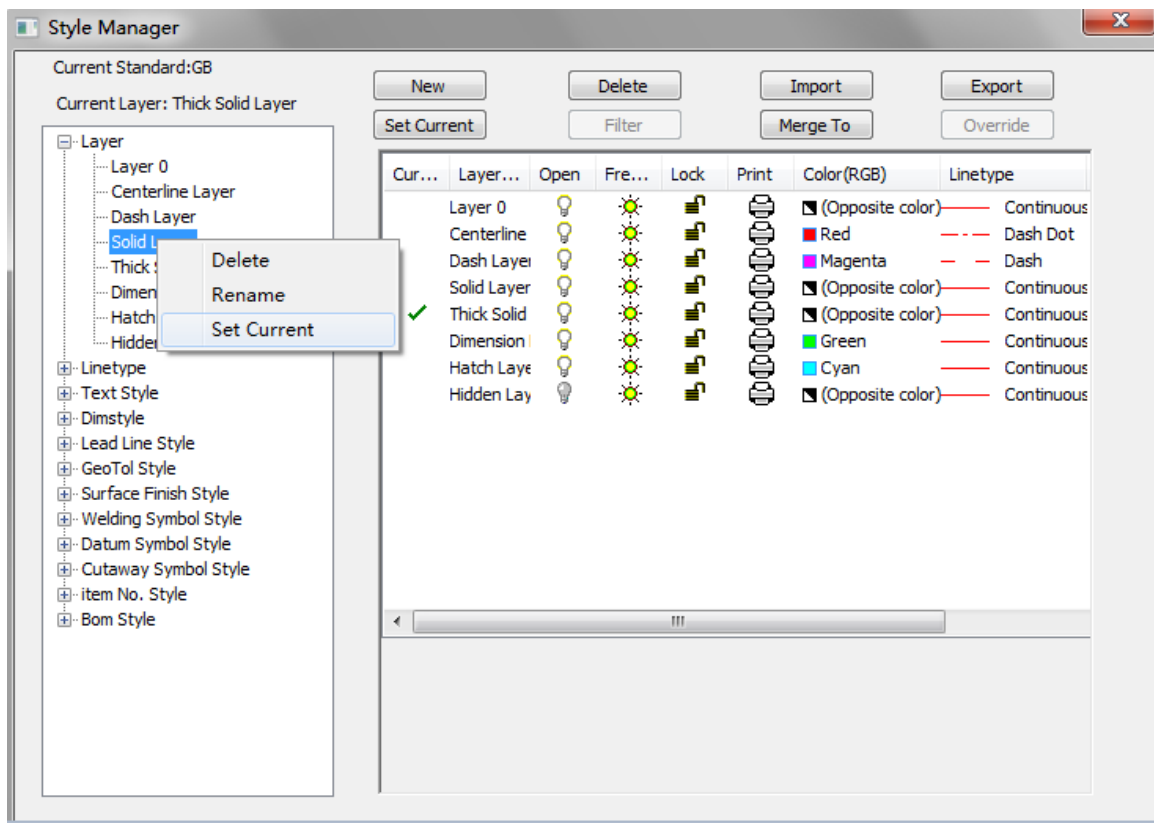 Style Manager
Current Standard:GB
Current Layer: Thick Solid Layer
New Delete Import Export
Set Current Filter Merge To Override
Layer
Layer 0
Centerline Layer
Dash Layer
Solid L
Thick S
Dimen
Hatch
Hidde
Linetype
Text Style
Dimstyle
Lead Line Style
GeoTol Style
Surface Finish Style
Welding Symbol Style
Datum Symbol Style
Cutaway Symbol Style
item No. Style
Bom Style
Delete
Rename
Set Current
Cur... Layer... Open Fre... Lock Print Color(RGB) Linetype
Layer 0 (Opposite color) Continuous
Centerline Red Dash Dot
Dash Layer Magenta Dash
Solid Layer (Opposite color) Continuous
Thick Solid (Opposite color) Continuous
Dimension Green Continuous
Hatch Laye Cyan Continuous
Hidden Lay (Opposite color) Continuous